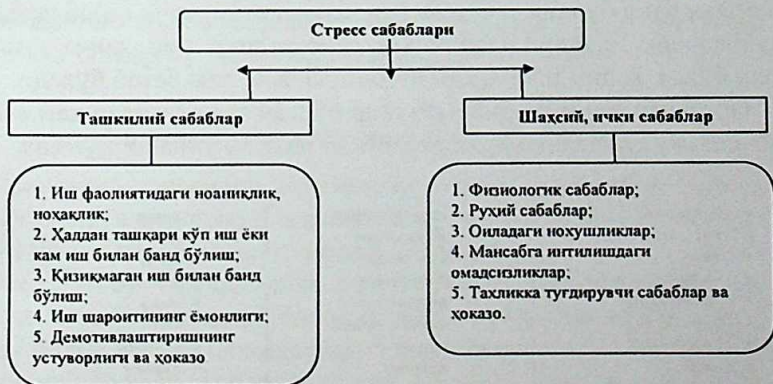 Стресс сабаблари
Ташкилий сабаблар
1. Иш фаолиятидаги ноаниқлик,
ноҳақлик;
2. Ҳалдан ташқари кўп иш ёки
кам иш билан банд бўлиш;
3. Қизиқмаган иш билан банд
бўлиш;
4. Иш шароитининг ёмонлиги;
5. Демотивлаштиришнинг
устуворлиги ва ҳоказо
Шаҳсий, ички сабаблар
1. Физиологик сабаблар;
2. Руҳий сабаблар;
3. Оиладаги нохушликлар;
4. Мансабга интилишдаги
омадсизликлар;
5. Тахликка туғдирувчи сабаблар ва
ҳоказо.